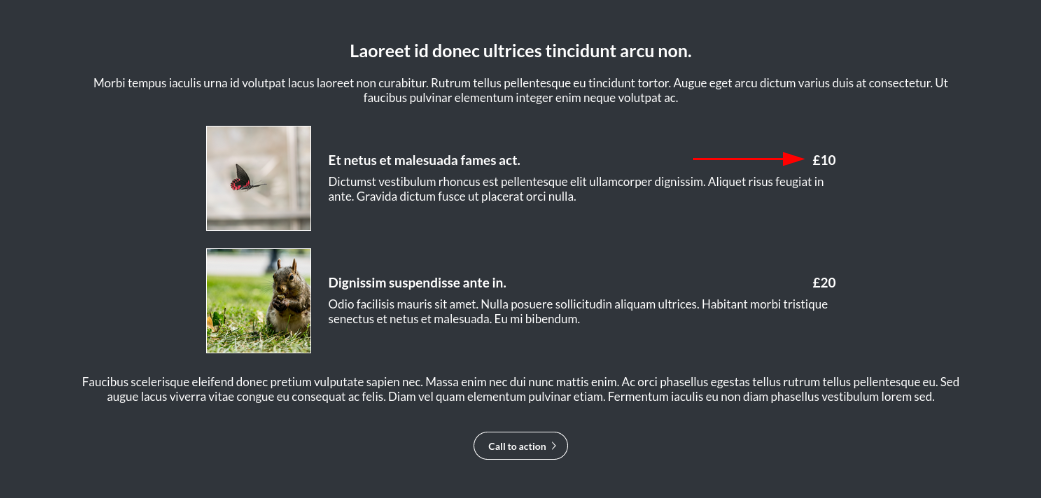 Laoreet id donec ultrices tincidunt arcu non.
Morbi tempus iaculis urna id volutpat lacus laoreet non curabitur. Rutrum tellus pellentesque eu tincidunt tortor. Augue eget arcu dictum varius duis at consectetur. Ut
faucibus pulvinar elementum integer enim neque volutpat ac.
Et netus et malesuada fames act. £10
Dictumst vestibulum rhoncus est pellentesque elit ullamcorper dignissim. Aliquet risus feugiat in
ante. Gravida dictum fusce ut placerat orci nulla.
Dignissim suspendisse ante in. £20
Odio facilisis mauris sit amet. Nulla posuere sollicitudin aliquam ultrices. Habitant morbi tristique
senectus et netus et malesuada. Eu mi bibendum.
Faucibus scelerisque eleifend donec pretium vulputate sapien nec. Massa enim nec dui nunc mattis enim. Ac orci phasellus egestas tellus rutrum tellus pellentesque eu. Sed
augue lacus viverra vitae congue eu consequat ac felis. Diam vel quam elementum pulvinar etiam. Fermentum iaculis eu non diam phasellus vestibulum lorem sed.
Call to action